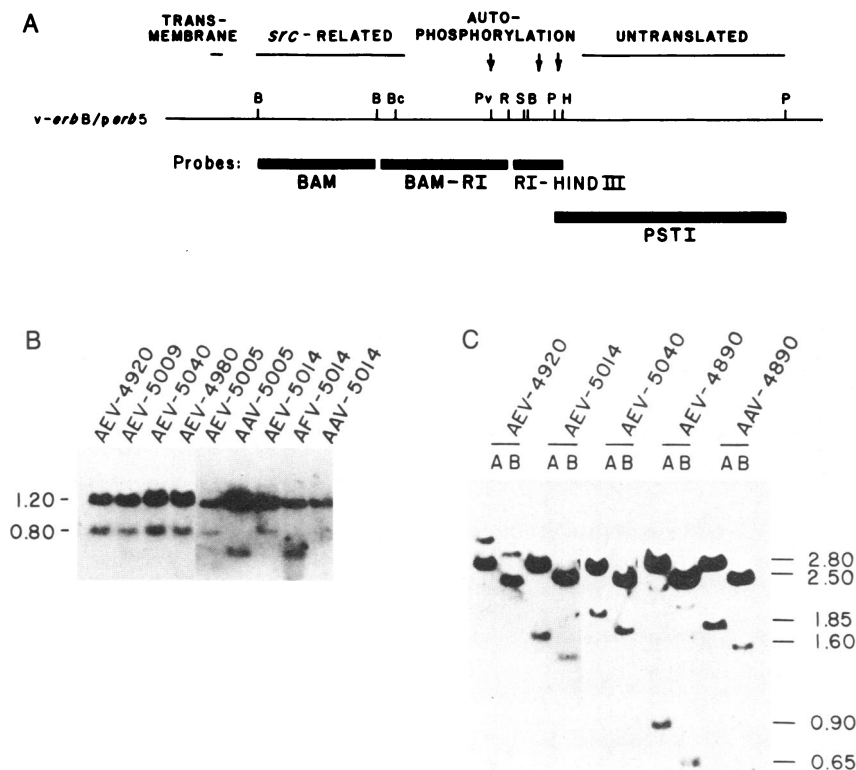 A
TRANS-
MEMBRANE
src-RELATED
AUTO-
PHOSPHORYLATION
UNTRANSLATED
B B Bc Pv R S B P H P
v-erbB/perb5
Probes:
BAM BAM-RI RI-HINDIII
PSTI
B
AEV-4920
AEV-5009
AEV-5040
AEV-4980
AEV-5005
AAV-5005
AEV-5014
AFV-5014
AAV-5014
1.20 -
0.80 -
C
AEV-4920
AEV-5014
AEV-5040
AEV-4890
AAV-4890
A B A B A B A B A B
2.80
2.50
1.85
1.60
0.90
0.65